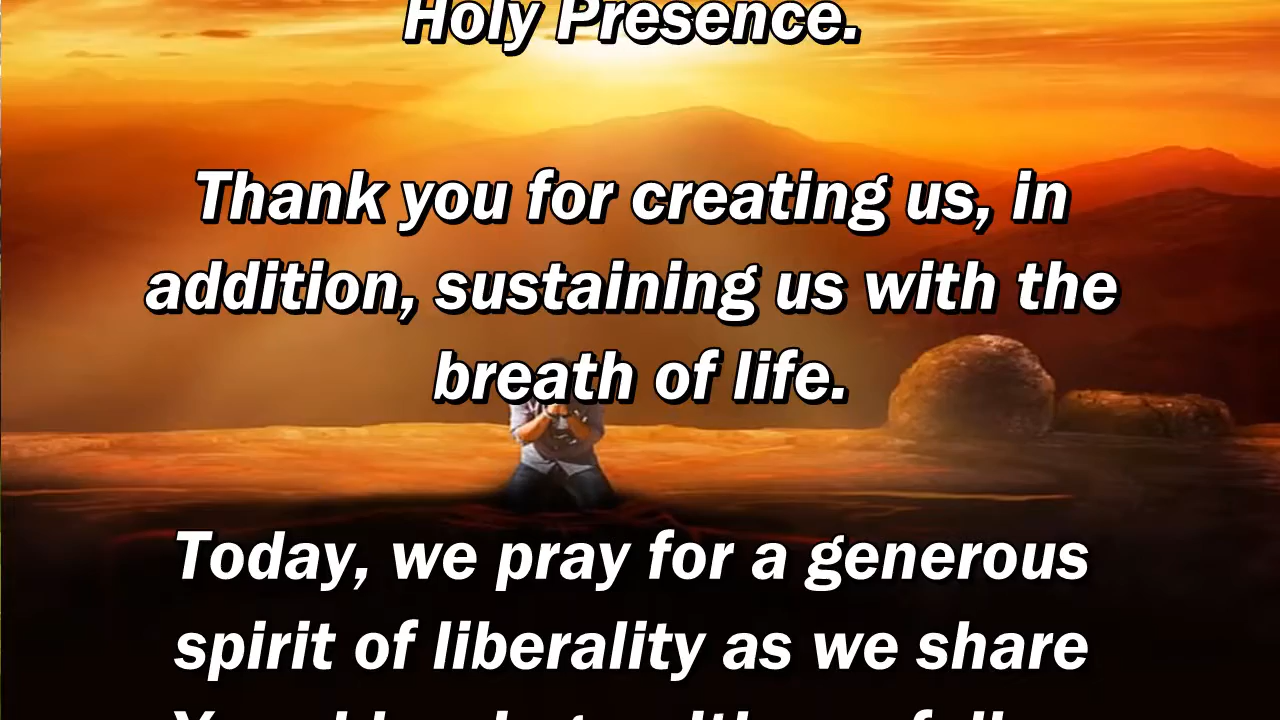 Holy Presence.
Thank you for creating us, in
addition, sustaining us with the
breath of life.
Today, we pray for a generous
spirit of liberality as we share